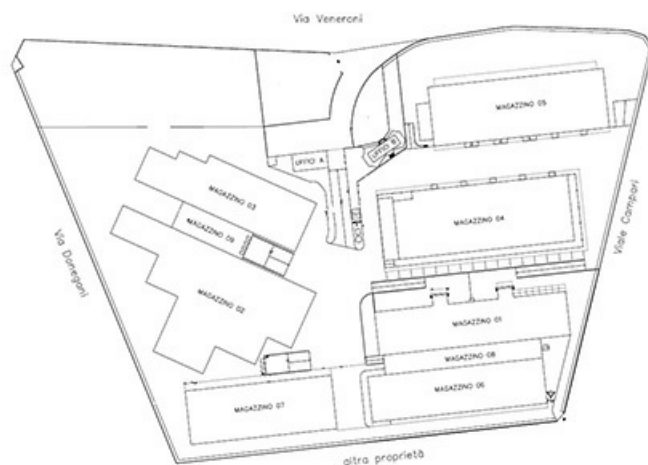 Via Veneroni
MAGAZZINO 05
UFFICI B
UFFICI A
MAGAZZINO 03
MAGAZZINO 09
MAGAZZINO 04
Viale Campari
Via Donegani
MAGAZZINO 02
MAGAZZINO 01
MAGAZZINO 08
MAGAZZINO 06
MAGAZZINO 07
altra proprietà